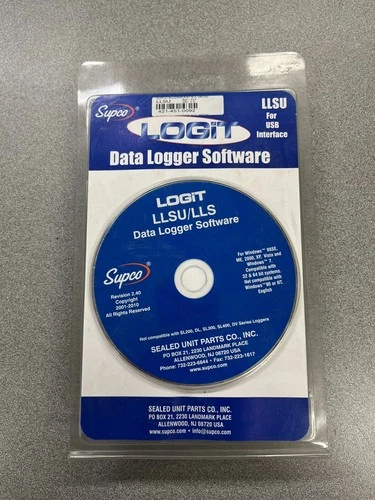 LLSU
421-451-0092
Supco
LOGiT
LLSU
For
USB
Interface
Data Logger Software
LOGiT
LLSU/LLS
Data Logger Software
For Windows™ 98SE,
ME, 2000, XP, Vista and
Windows™ 7.
Compatible with
32 & 64 bit systems.
Not compatible with
Windows™95 or NT.
English
Supco
Revision 2.40
Copyright
2001-2010
All Rights Reserved
Not compatible with SL200, DL, SL300, SL400, DV Series Loggers
SEALED UNIT PARTS CO., INC.
PO BOX 21, 2230 LANDMARK PLACE
ALLENWOOD, NJ 08720 USA
Phone: 732-223-6644 • Fax: 732-223-1617
www.supco.com
SEALED UNIT PARTS CO., INC.
PO BOX 21, 2230 LANDMARK PLACE
ALLENWOOD, NJ 08720 USA
www.supco.com • info@supco.com